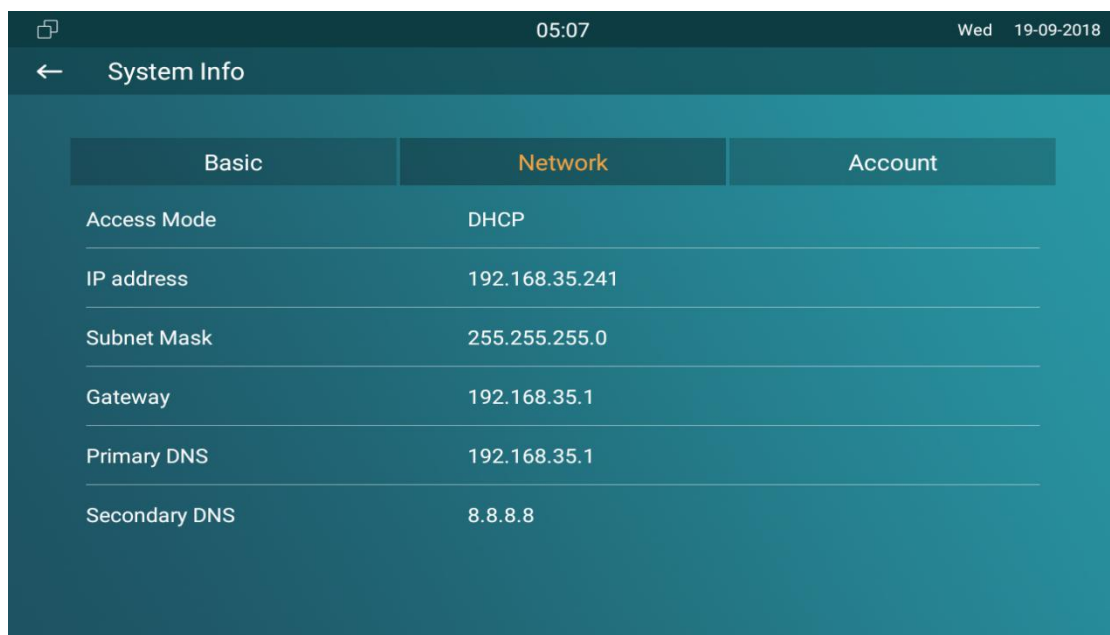 05:07 Wed 19-09-2018
System Info
Basic Network Account
Access Mode DHCP
IP address 192.168.35.241
Subnet Mask 255.255.255.0
Gateway 192.168.35.1
Primary DNS 192.168.35.1
Secondary DNS 8.8.8.8